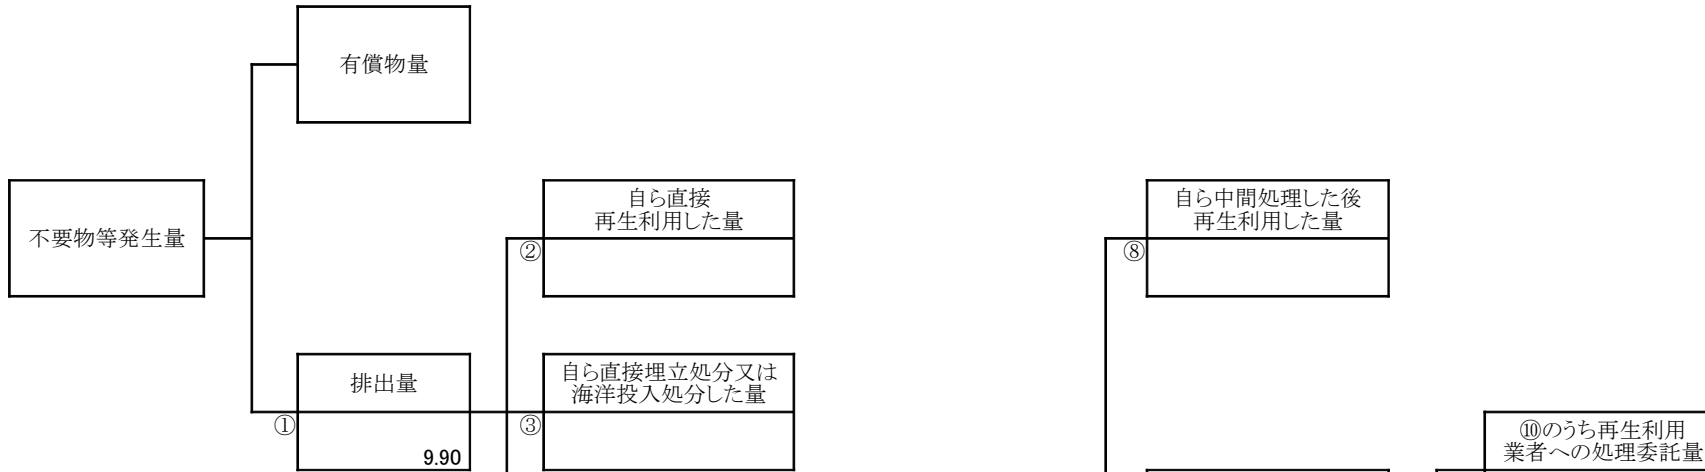 有償物量
不要物等発生量
自ら直接
再生利用した量
②
自ら中間処理した後
再生利用した量
⑧
排出量
①
9.90
自ら直接埋立処分又は
海洋投入処分した量
③
⑩のうち再生利用
業者への処理委託量